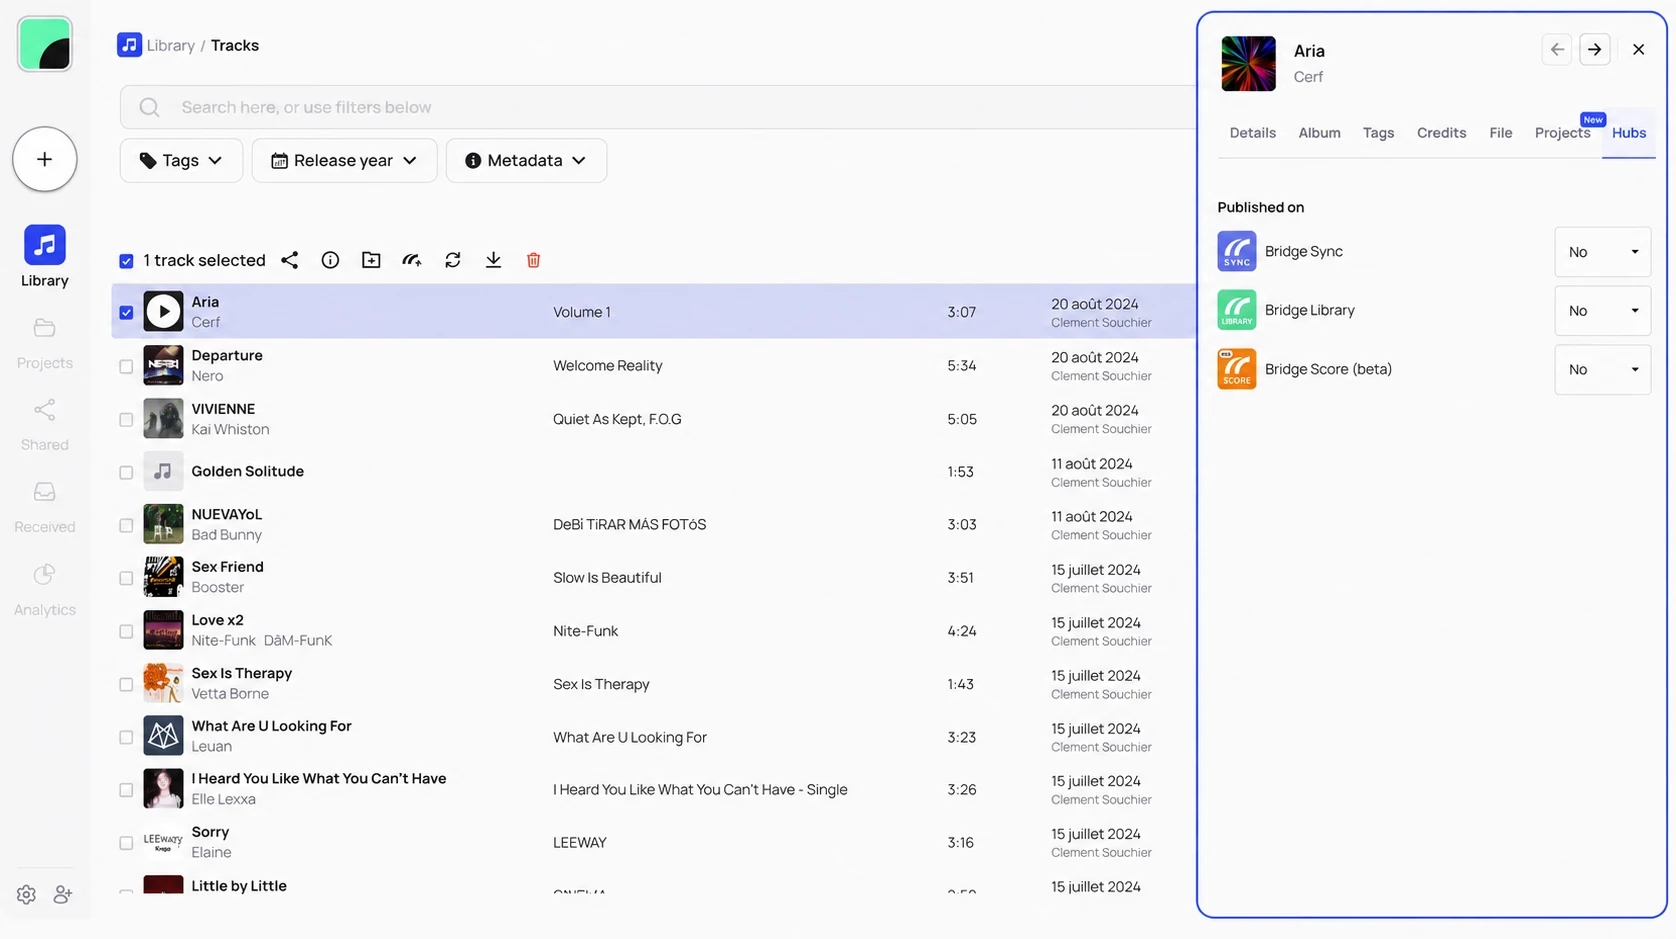 Library / Tracks
Search here, or use filters below
Tags
Release year
Metadata
1 track selected
Library
Projects
Shared
Received
Analytics
Aria
Cerf
Volume 1
3:07
20 août 2024
Clement Souchier
Departure
Nero
Welcome Reality
5:34
20 août 2024
Clement Souchier
VIVIENNE
Kai Whiston
Quiet As Kept, F.O.G
5:05
20 août 2024
Clement Souchier
Golden Solitude
1:53
11 août 2024
Clement Souchier
NUEVAYoL
Bad Bunny
DeBÍ TiRAR MÁS FOToS
3:03
11 août 2024
Clement Souchier
Sex Friend
Booster
Slow Is Beautiful
3:51
15 juillet 2024
Clement Souchier
Love x2
Nite-Funk DâM-FunK
Nite-Funk
4:24
15 juillet 2024
Clement Souchier
Sex Is Therapy
Vetta Borne
Sex Is Therapy
1:43
15 juillet 2024
Clement Souchier
What Are U Looking For
Leuan
What Are U Looking For
3:23
15 juillet 2024
Clement Souchier
I Heard You Like What You Can't Have
Elle Lexxa
I Heard You Like What You Can't Have - Single
3:26
15 juillet 2024
Clement Souchier
Sorry
Elaine
LEEWAY
3:16
15 juillet 2024
Clement Souchier
Little by Little
15 juillet 2024
Aria
Cerf
Details
Album
Tags
Credits
File
Projects
New
Hubs
Published on
SYNC
Bridge Sync
No
LIBRARY
Bridge Library
No
SCORE
Bridge Score (beta)
No